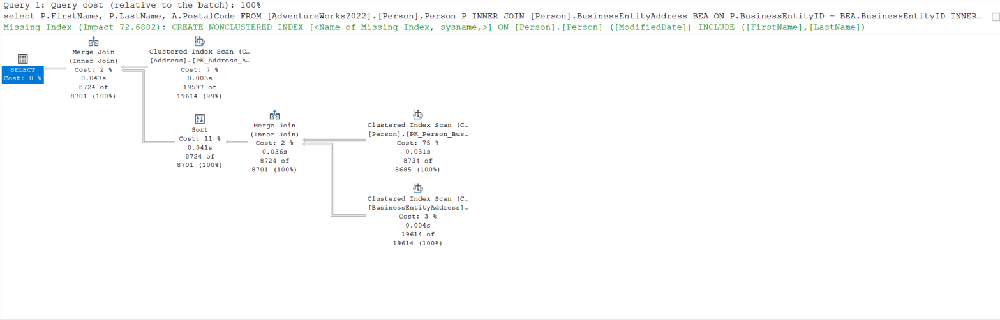 Query 1: Query cost (relative to the batch): 100%
select P.FirstName, P.LastName, A.PostalCode FROM [AdventureWorks2022].[Person].Person P INNER JOIN [Person].BusinessEntityAddress BEA ON P.BusinessEntityID = BEA.BusinessEntityID INNER…
Missing Index (Impact 72.6882): CREATE NONCLUSTERED INDEX [<Name of Missing Index, sysname,>] ON [Person].[Person] ([ModifiedDate]) INCLUDE ([FirstName],[LastName])
SELECT
Cost: 0 %
Merge Join
(Inner Join)
Cost: 2 %
0.047s
8724 of
8701 (100%)
Clustered Index Scan (C…
[Address].[PK_Address_A…
Cost: 7 %
0.005s
19597 of
19614 (99%)
Sort
Cost: 11 %
0.041s
8724 of
8701 (100%)
Merge Join
(Inner Join)
Cost: 2 %
0.036s
8724 of
8701 (100%)
Clustered Index Scan (C…
[Person].[PK_Person_Bus…
Cost: 75 %
0.031s
8734 of
8685 (100%)
Clustered Index Scan (C…
[BusinessEntityAddress]…
Cost: 3 %
0.004s
19614 of
19614 (100%)